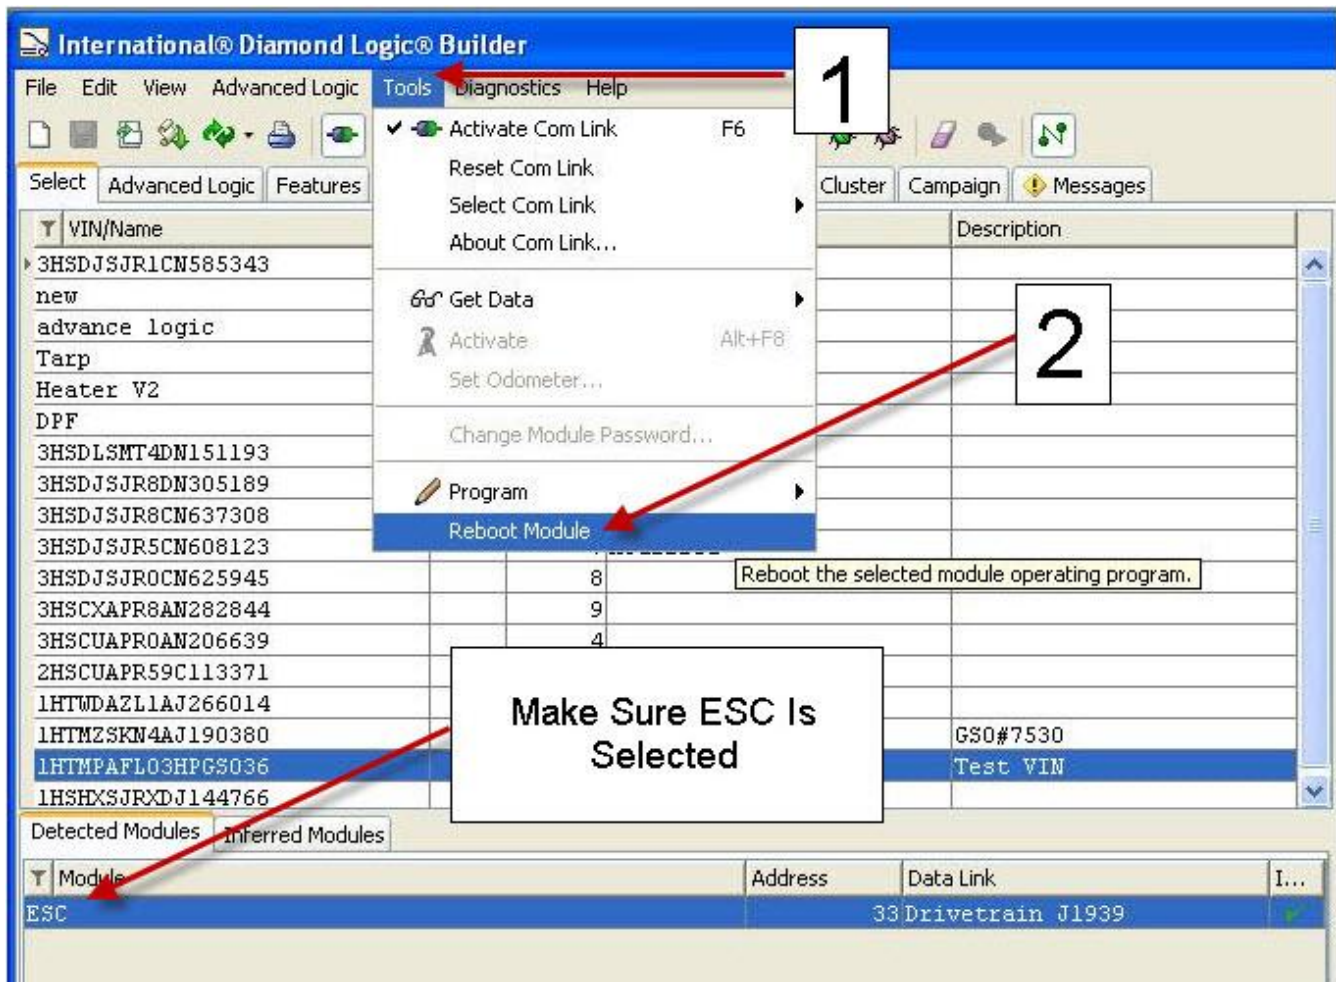 International® Diamond Logic® Builder
File Edit View Advanced Logic Tools Diagnostics Help
1
Activate Com Link F6
Reset Com Link
Select Com Link
About Com Link...
Get Data
Activate Alt+F8
Set Odometer...
Change Module Password...
Program
Reboot Module
Reboot the selected module operating program.
2
Select Advanced Logic Features Cluster Campaign Messages
VIN/Name Description
3HSDJSJR1CN585343
new
advance logic
Tarp
Heater V2
DPF
3HSDLSMT4DN151193
3HSDJSJR8DN305189
3HSDJSJR8CN637308
3HSDJSJR5CN608123
3HSDJSJR0CN625945 8
3HSCXAPR8AN282844 9
3HSCUAPR0AN206639 4
2HSCUAPR59C113371
1HTWDAZL1AJ266014
1HTMZSKN4AJ190380 GSO#7530
1HTMPAFL03HPGS036 Test VIN
1HSHXSJRXDJ144766
Make Sure ESC Is
Selected
Detected Modules Inferred Modules
Module Address Data Link I...
ESC 33 Drivetrain J1939